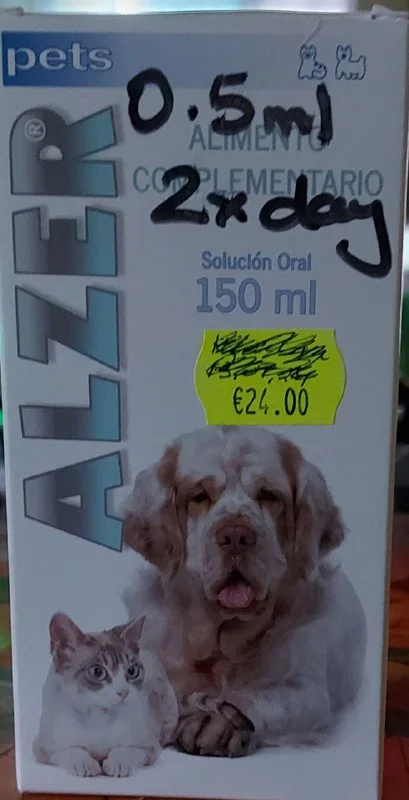 pets
ALZER®
0.5ml
ALIMENTO
COMPLEMENTARIO
2x day
Solución Oral
150 ml
€24.00